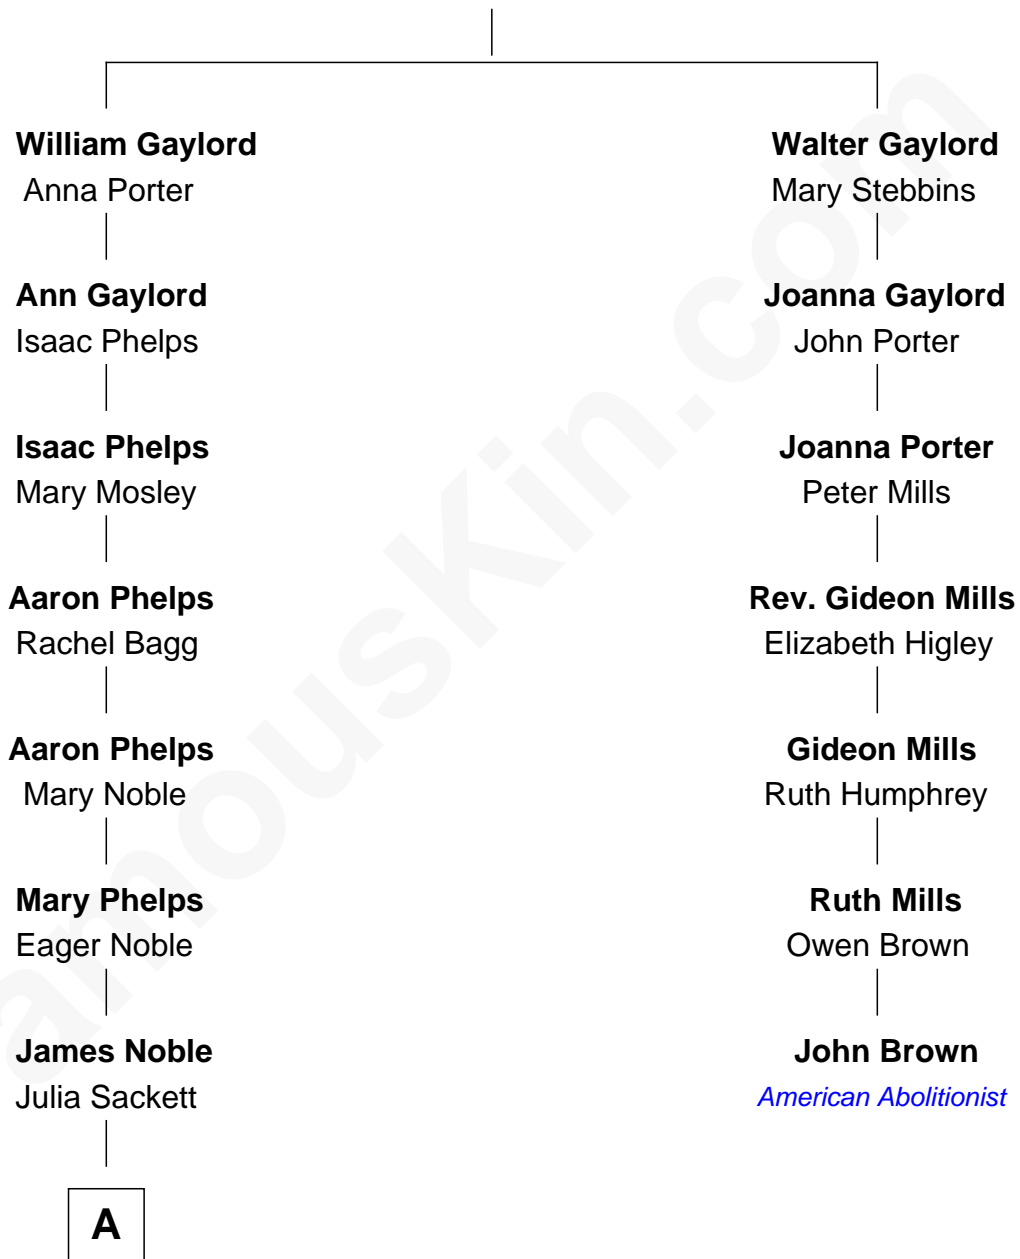 William Gaylord
Anna Porter
Ann Gaylord
Isaac Phelps
Isaac Phelps
Mary Mosley
Aaron Phelps
Rachel Bagg
Aaron Phelps
Mary Noble
Mary Phelps
Eager Noble
James Noble
Julia Sackett
A
Walter Gaylord
Mary Stebbins
Joanna Gaylord
John Porter
Joanna Porter
Peter Mills
Rev. Gideon Mills
Elizabeth Higley
Gideon Mills
Ruth Humphrey
Ruth Mills
Owen Brown
John Brown
American Abolitionist
amousKin.com